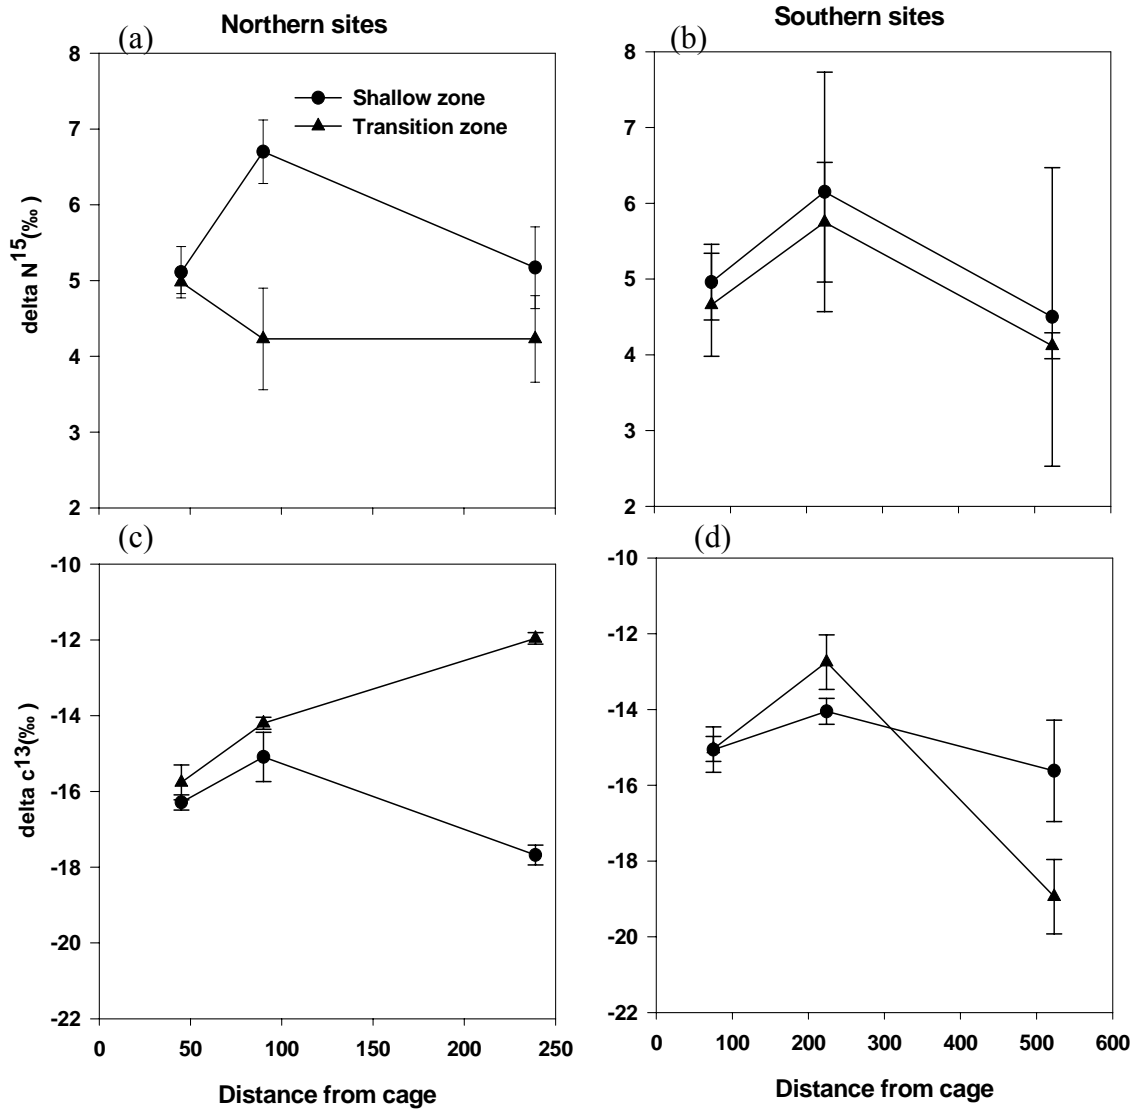 Northern sites
Southern sites
(a)
(b)
8
7
6
5
4
3
2
delta N15(‰)
Shallow zone
Transition zone
8
7
6
5
4
3
2
(c)
(d)
-10
-12
-14
-16
-18
-20
-22
delta c13(‰)
0 50 100 150 200 250
Distance from cage
-10
-12
-14
-16
-18
-20
-22
0 100 200 300 400 500 600
Distance from cage